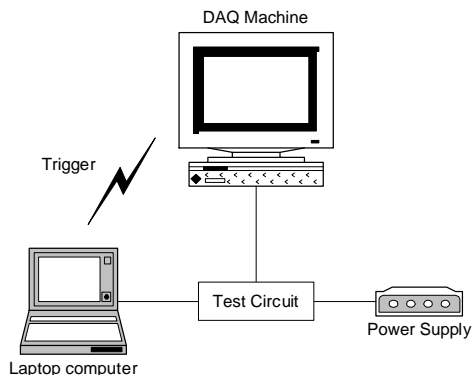 DAQ Machine
Trigger
Test Circuit
Power Supply
Laptop computer